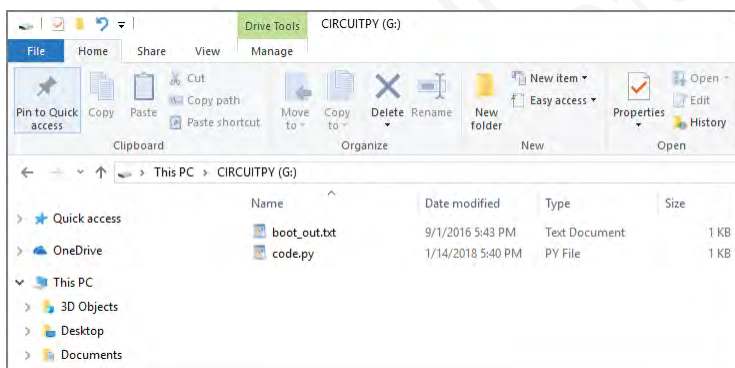 Drive Tools CIRCUITPY (G:)
File Home Share View Manage
Pin to Quick access
Copy
Paste
Cut
Copy path
Paste shortcut
Move to
Copy to
Delete
Rename
New folder
New item
Easy access
Properties
Open
Edit
History
Clipboard Organize New Open
This PC > CIRCUITPY (G:)
Name Date modified Type Size
boot_out.txt 9/1/2016 5:43 PM Text Document 1 KB
code.py 1/14/2018 5:40 PM PY File 1 KB
Quick access
OneDrive
This PC
3D Objects
Desktop
Documents